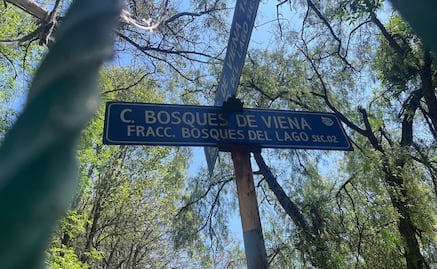 C. BOSQUES DE VIENA
FRACC. BOSQUES DEL LAGO SEC.02